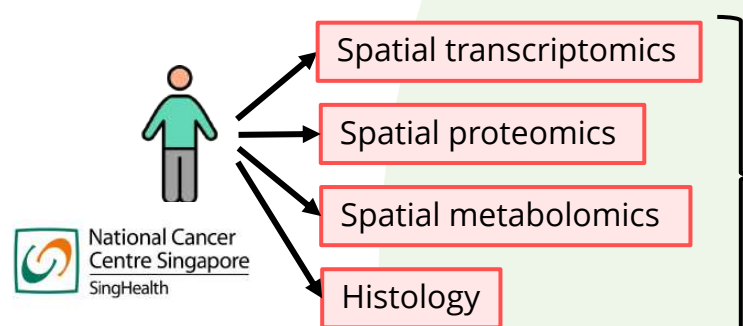 Spatial transcriptomics
Spatial proteomics
Spatial metabolomics
National Cancer
Centre Singapore
SingHealth
Histology